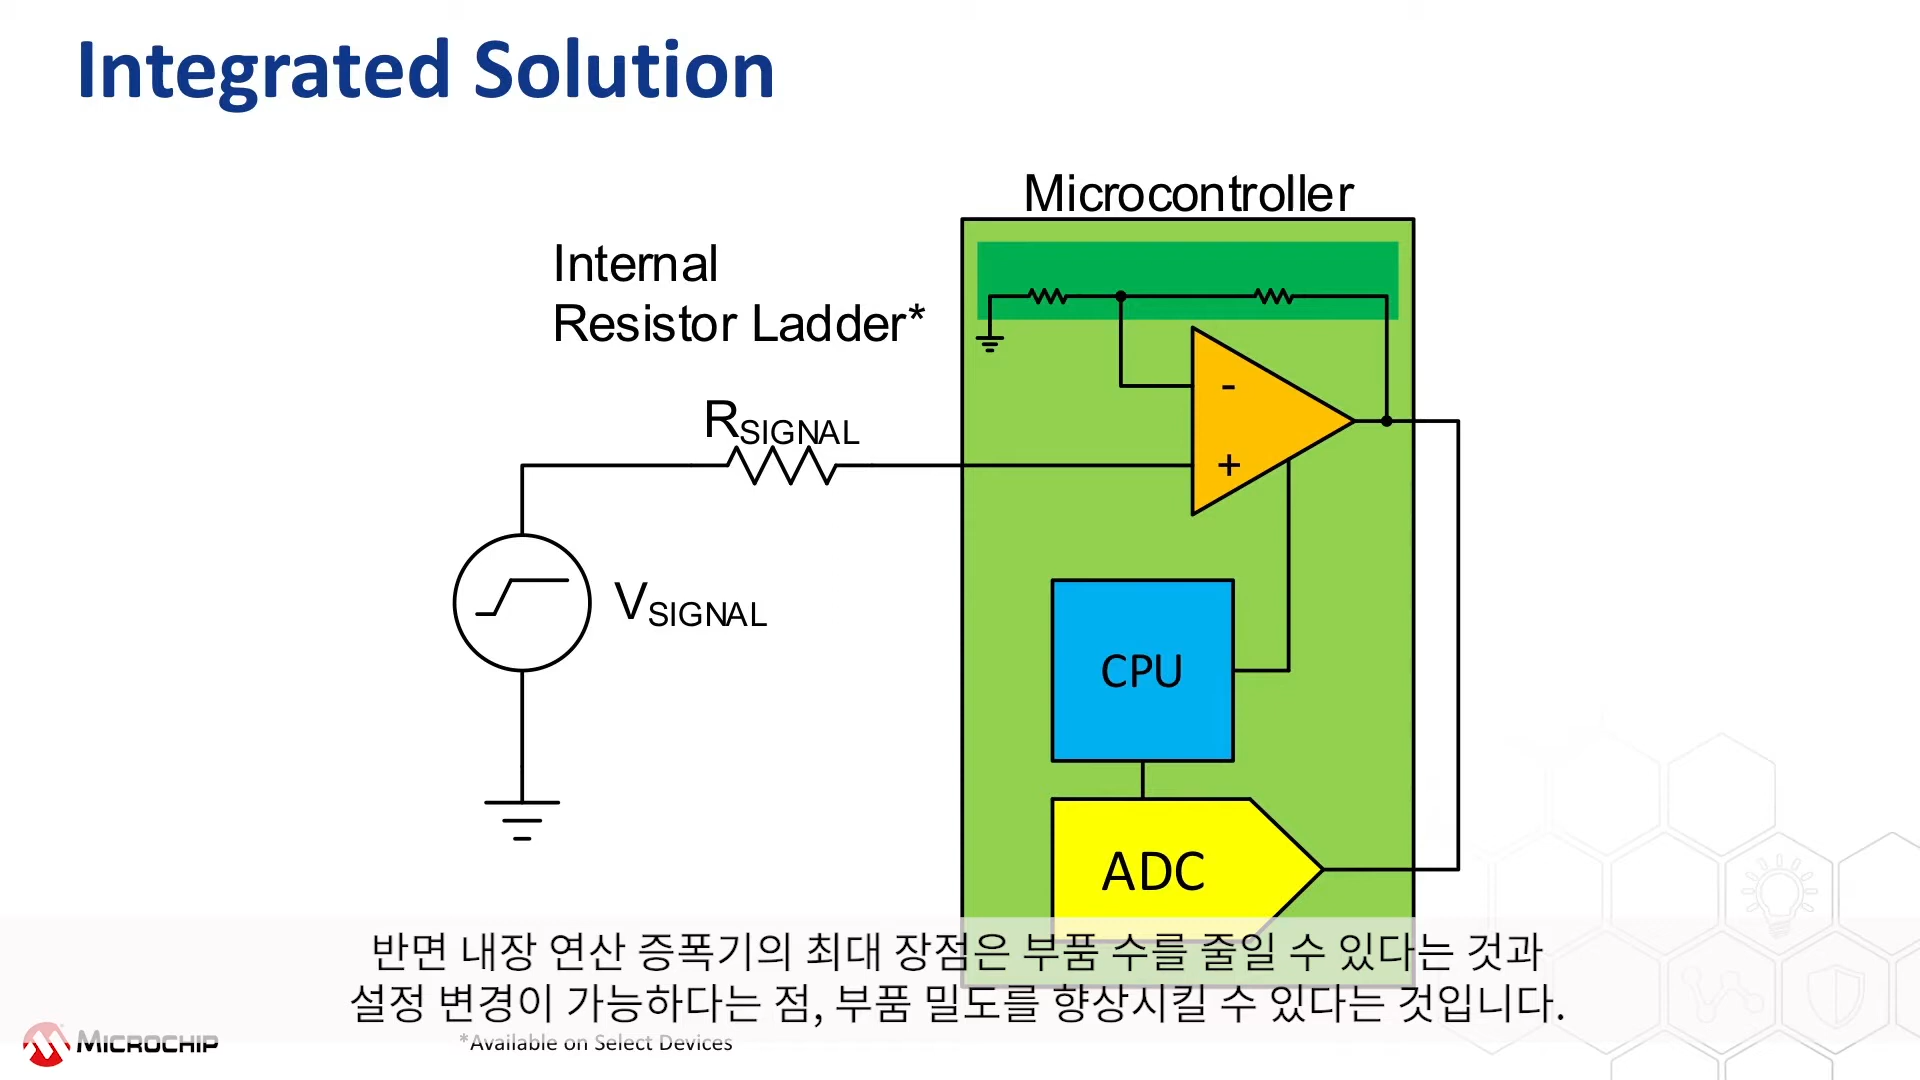 Integrated Solution
Microcontroller
Internal
Resistor Ladder*
-
RSIGNAL
+
VSIGNAL
CPU
ADC
반면 내장 연산 증폭기의 최대 장점은 부품 수를 줄일 수 있다는 것과
설정 변경이 가능하다는 점, 부품 밀도를 향상시킬 수 있다는 것입니다.
MICROCHIP
*Available on Select Devices